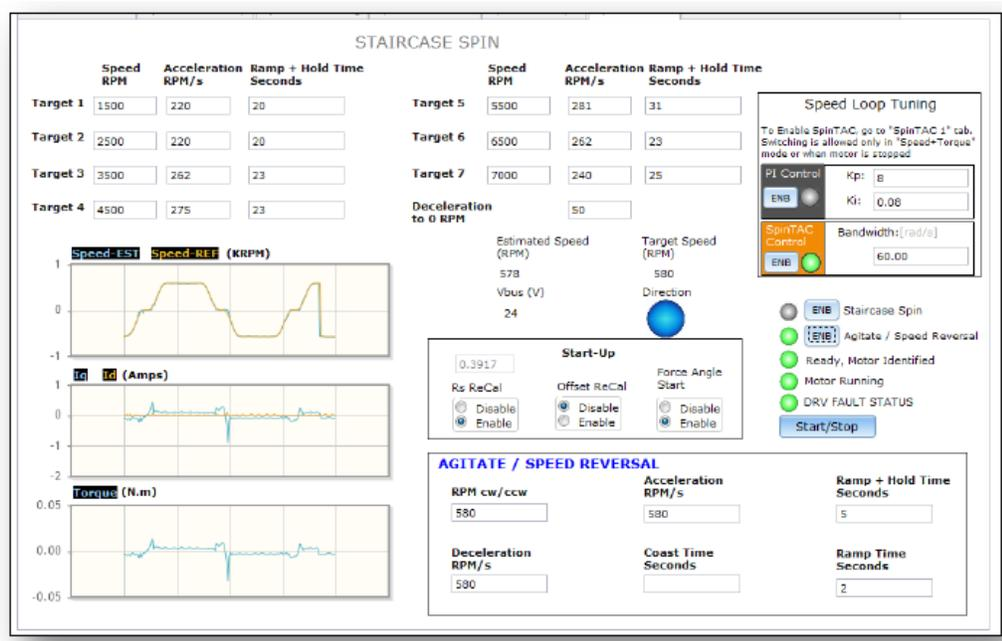 STAIRCASE SPIN
Speed RPM Acceleration RPM/s Ramp + Hold Time Seconds
Target 1 1500 220 20
Target 2 2500 220 20
Target 3 3500 262 23
Target 4 4500 275 23
Speed RPM Acceleration RPM/s Ramp + Hold Time Seconds
Target 5 5500 281 31
Target 6 6500 262 23
Target 7 7000 240 25
Deceleration to 0 RPM 50
Speed Loop Tuning
To Enable SpinTAC, go to "SpinTAC 1" tab.
Switching is allowed only in "Speed+Torque"
mode or when motor is stopped
PI Control Kp: 8
ENB Ki: 0.08
SpinTAC Control Bandwidth:[rad/s]
ENB 60.00
Estimated Speed (RPM) Target Speed (RPM)
578 580
Vbus (V) Direction
24
ENB Staircase Spin
ENB Agitate / Speed Reversal
Ready, Motor Identified
Motor Running
DRV FAULT STATUS
Start/Stop
Speed-EST Speed-REF (KRPM)
1
0
-1
Iq Id (Amps)
1
0
-1
-2
Torque (N.m)
0.05
0.00
-0.05
Start-Up
0.3917
Rs ReCal Offset ReCal Force Angle Start
Disable Disable Disable
Enable Enable Enable
AGITATE / SPEED REVERSAL
RPM cw/ccw Acceleration RPM/s Ramp + Hold Time Seconds
580 580 5
Deceleration RPM/s Coast Time Seconds Ramp Time Seconds
580 2